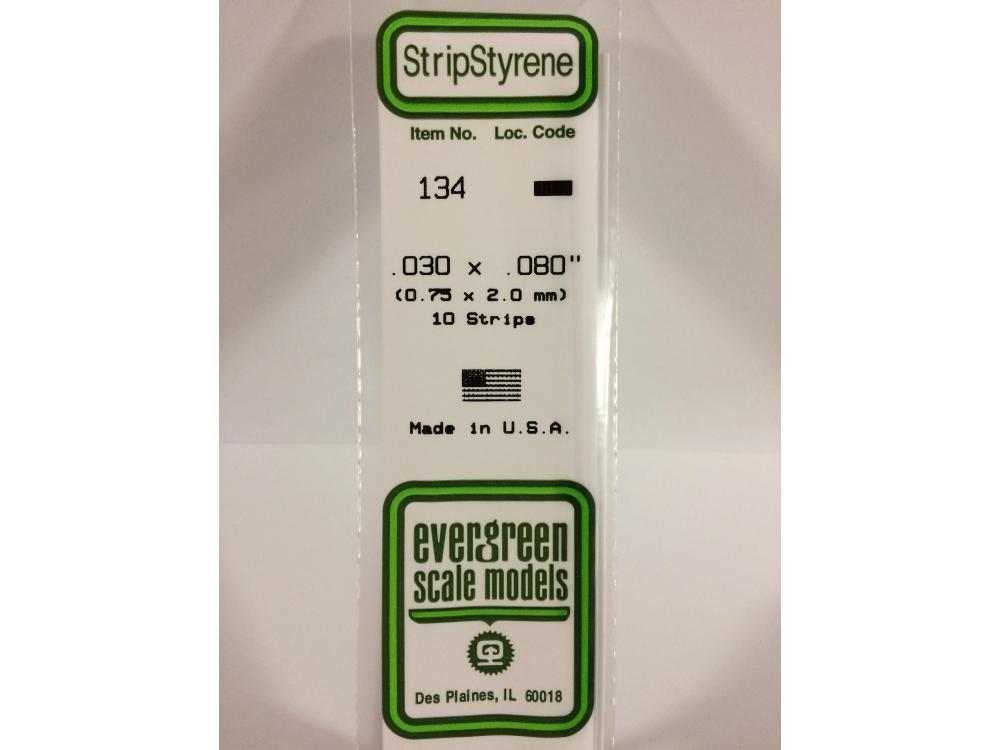 StripStyrene
Item No. Loc. Code
134
.030 x .080"
(0.75 x 2.0 mm)
10 Strips
Made in U.S.A.
evergreen
scale models
Des Plaines, IL 60018